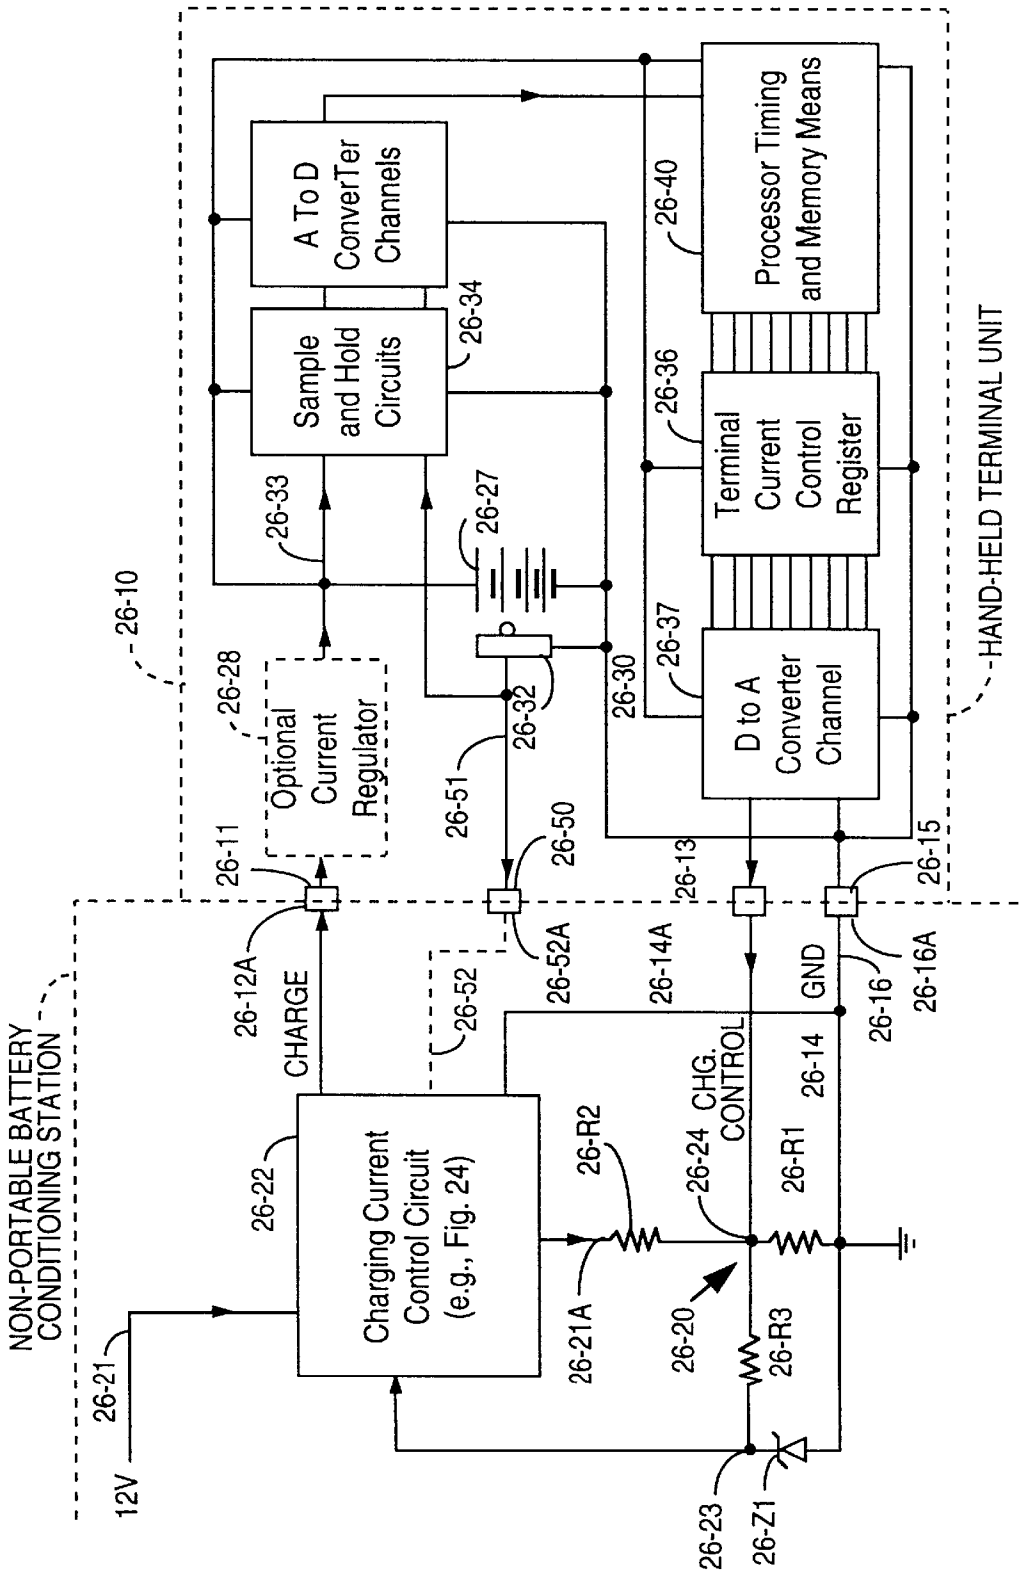 NON-PORTABLE BATTERY
CONDITIONING STATION
12V
26-21
26-22
Charging Current
Control Circuit
(e.g., Fig. 24)
CHARGE
26-12A
26-11
26-10
26-28
Optional
Current
Regulator
26-33
Sample
and Hold
Circuits
26-34
A To D
ConverTer
Channels
26-27
26-32
26-30
26-51
26-50
26-52A
26-52
26-21A
26-R2
26-20
26-24
CHG.
CONTROL
26-14A
26-13
26-R3
26-R1
26-14
GND
26-16
26-16A
26-15
26-23
26-Z1
26-37
D to A
Converter
Channel
26-36
Terminal
Current
Control
Register
26-40
Processor Timing
and Memory Means
HAND-HELD TERMINAL UNIT